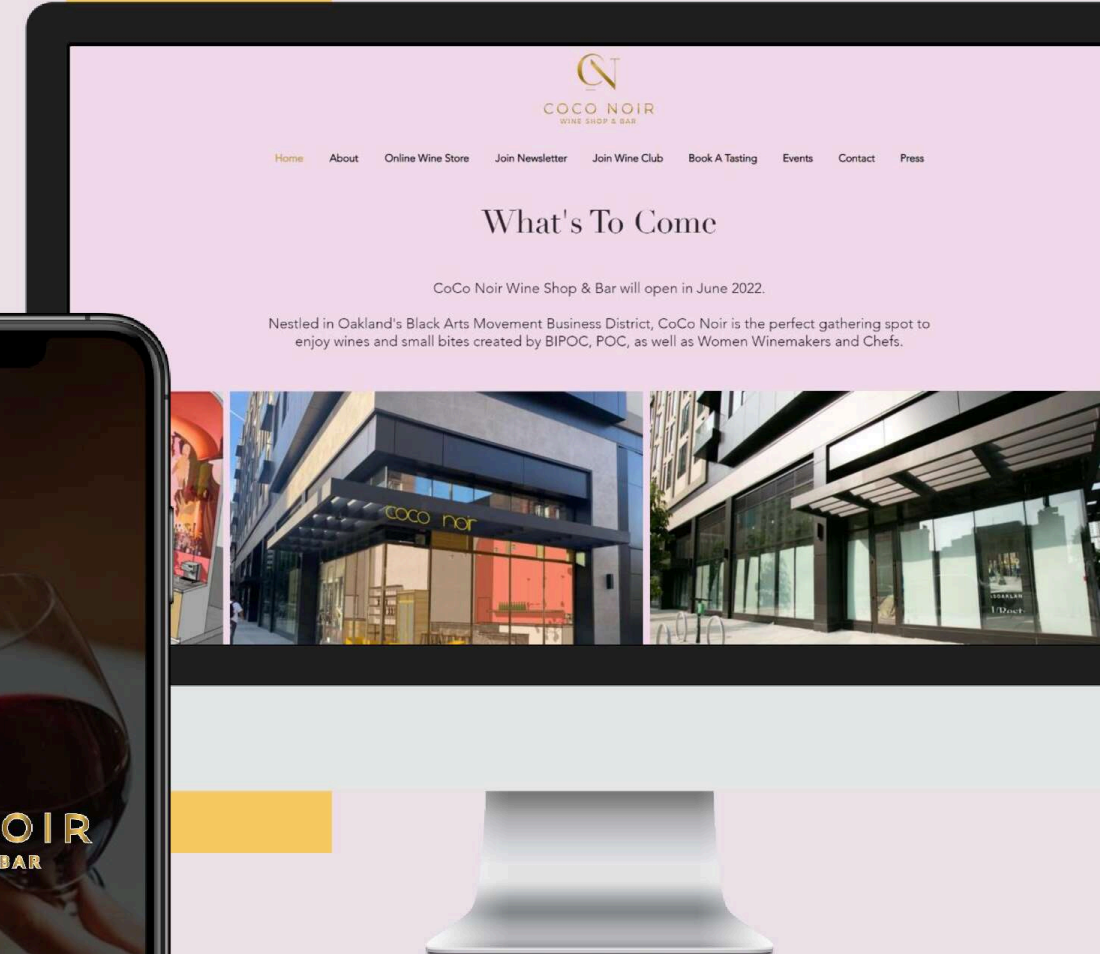 CN
COCO NOIR
WINE SHOP & BAR
Home About Online Wine Store Join Newsletter Join Wine Club Book A Tasting Events Contact Press
What's To Come
CoCo Noir Wine Shop & Bar will open in June 2022.
Nestled in Oakland's Black Arts Movement Business District, CoCo Noir is the perfect gathering spot to
enjoy wines and small bites created by BIPOC, POC, as well as Women Winemakers and Chefs.
coco noir
OIR
BAR